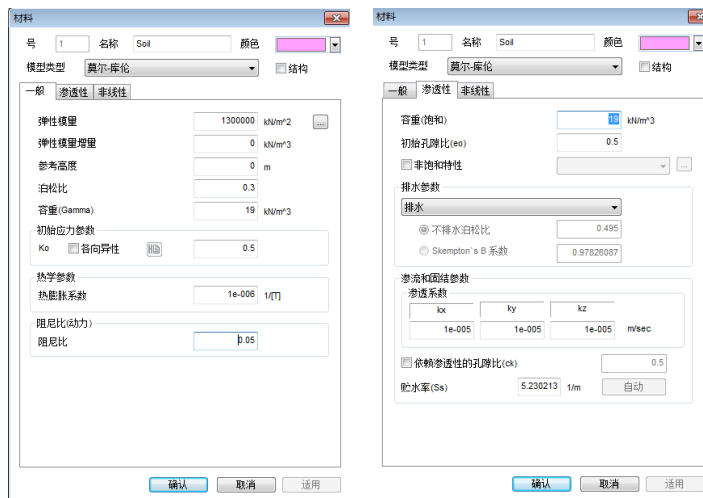 材料
号 1 名称 Soil 颜色
模型类型 莫尔-库伦 结构
一般 渗透性 非线性
弹性模量 1300000 kN/m^2 ...
弹性模量增量 0 kN/m^3
参考高度 0 m
泊松比 0.3
容重(Gamma) 19 kN/m^3
初始应力参数
Ko 各向异性 0.5
热学参数
热膨胀系数 1e-006 1/[T]
阻尼比(动力)
阻尼比 0.05
确认 取消 适用
材料
号 1 名称 Soil 颜色
模型类型 莫尔-库伦 结构
一般 渗透性 非线性
容重(饱和) 19 kN/m^3
初始孔隙比(eo) 0.5
非饱和特性 ...
排水参数
排水
不排水泊松比 0.495
Skempton`s B 系数 0.97826087
渗流和固结参数
渗透系数
kx ky kz
1e-005 1e-005 1e-005 m/sec
依赖渗透性的孔隙比(ck) 0.5
贮水率(Ss) 5.230213 1/m 自动
确认 取消 适用